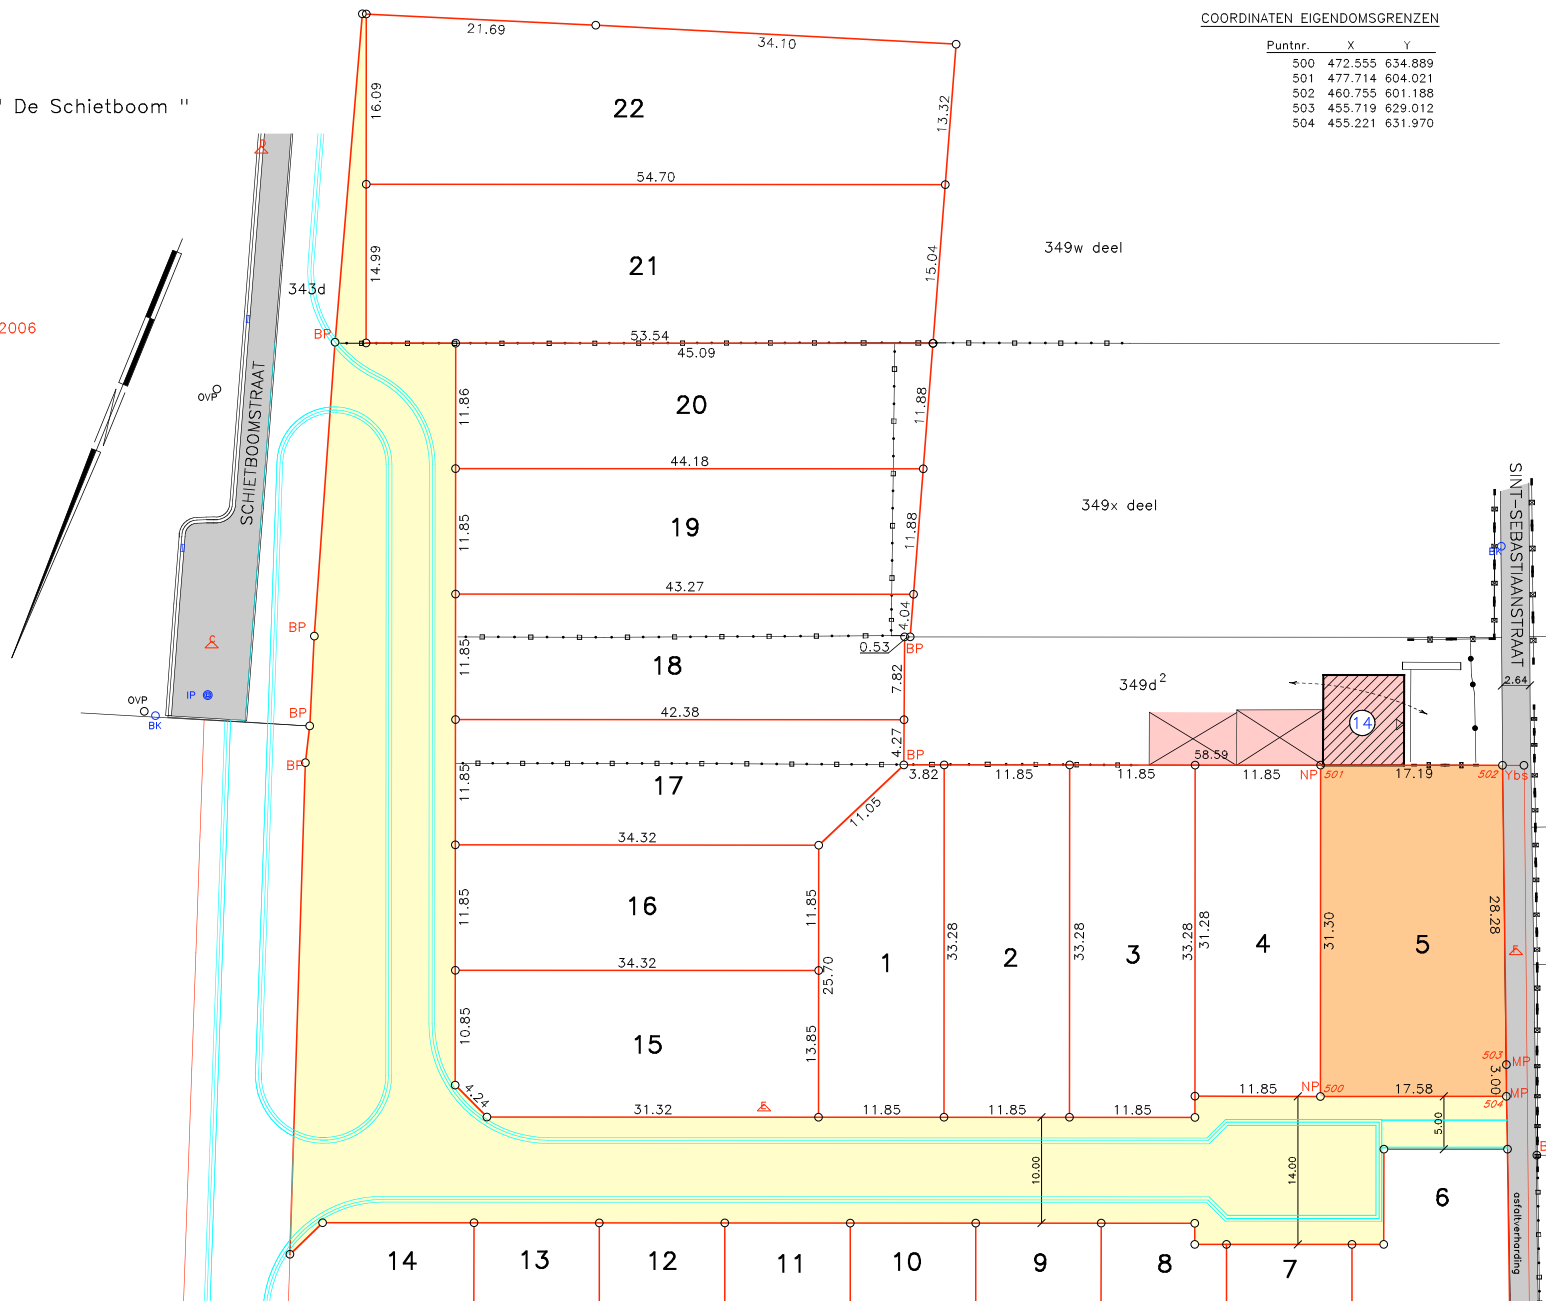 COORDINATEN EIGENDOMSGRENZEN
Puntnr. X Y
500 472.555 634.889
501 477.714 604.021
502 460.755 601.188
503 455.719 629.012
504 455.221 631.970
" De Schietboom "
2006
21.69
34.10
16.09
22
13.32
54.70
14.99
21
15.04
349w deel
343d
BP
53.54
45.09
SCHIETBOOMSTRAAT
OVP
11.86
20
11.88
44.18
11.85
19
11.88
349x deel
43.27
4.04
0.53
BP
BP
11.85
18
7.82
349d²
42.38
4.27
BP
BP
BP
C
IP
OVP
BK
SINT-SEBASTIAANSTRAAT
BK
2.64
14
58.59
11.85
17
3.82
11.85
11.85
11.85
NP
501
17.19
502
Ybs
11.05
34.32
11.85
16
11.85
34.32
25.70
10.85
15
13.85
4.24
31.32
1
33.28
2
33.28
3
33.28
31.28
4
31.30
5
28.28
503
MP
3.00
MP
504
11.85
NP
500
17.58
11.85
11.85
11.85
10.00
14.00
5.00
6
asfaltverharding
14
13
12
11
10
9
8
7